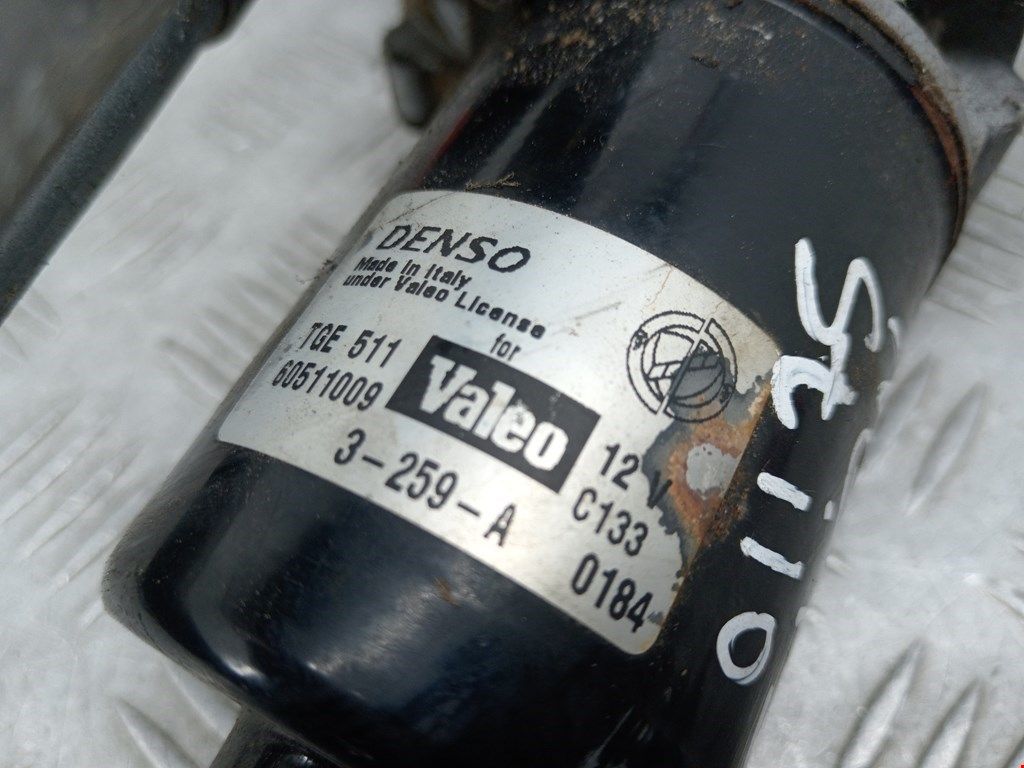 DENSO
Made in Italy
under Valeo License
for
TGE 511
60511009
Valeo
3-259-A
12 V
C133
0184